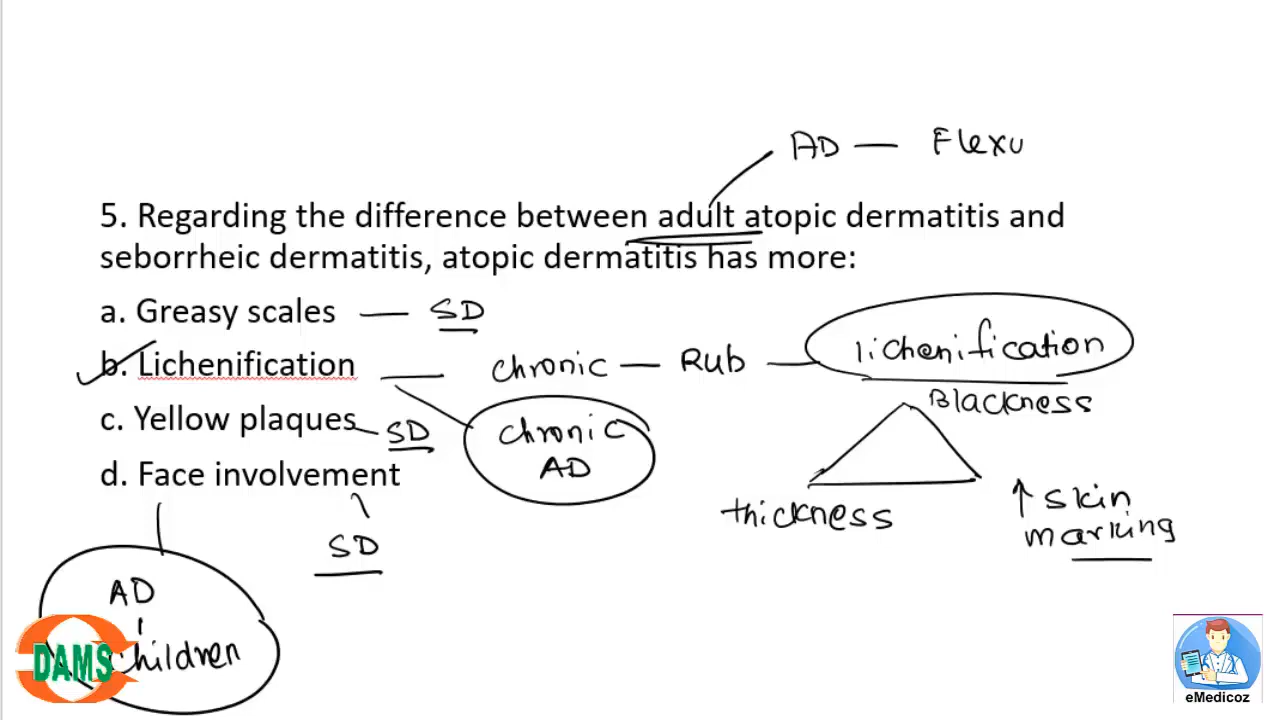 AD — Flexu
5. Regarding the difference between adult atopic dermatitis and
seborrheic dermatitis, atopic dermatitis has more:
a. Greasy scales — SD
b. Lichenification — chronic — Rub — lichenification
Blackness
c. Yellow plaques SD
chronic
AD
d. Face involvement
thickness
↑ skin
marking
SD
AD
children
DAMS
eMedicoz